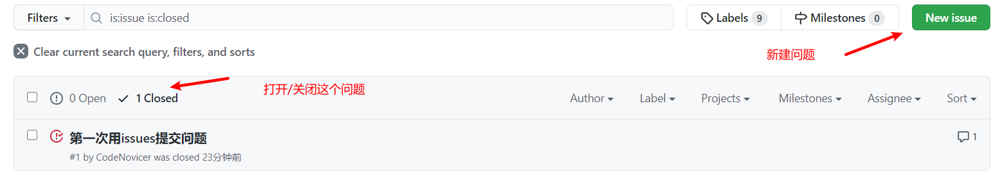 Filters is:issue is:closed Labels 9 Milestones 0 New issue
Clear current search query, filters, and sorts
新建问题
打开/关闭这个问题
0 Open 1 Closed Author Label Projects Milestones Assignee Sort
第一次用issues提交问题 1
#1 by CodeNovicer was closed 23分钟前